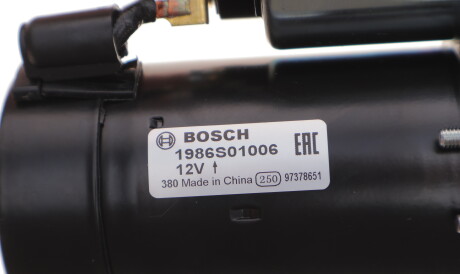 BOSCH
1986S01006 EAC
12V ↑
380 Made in China 250 97378651